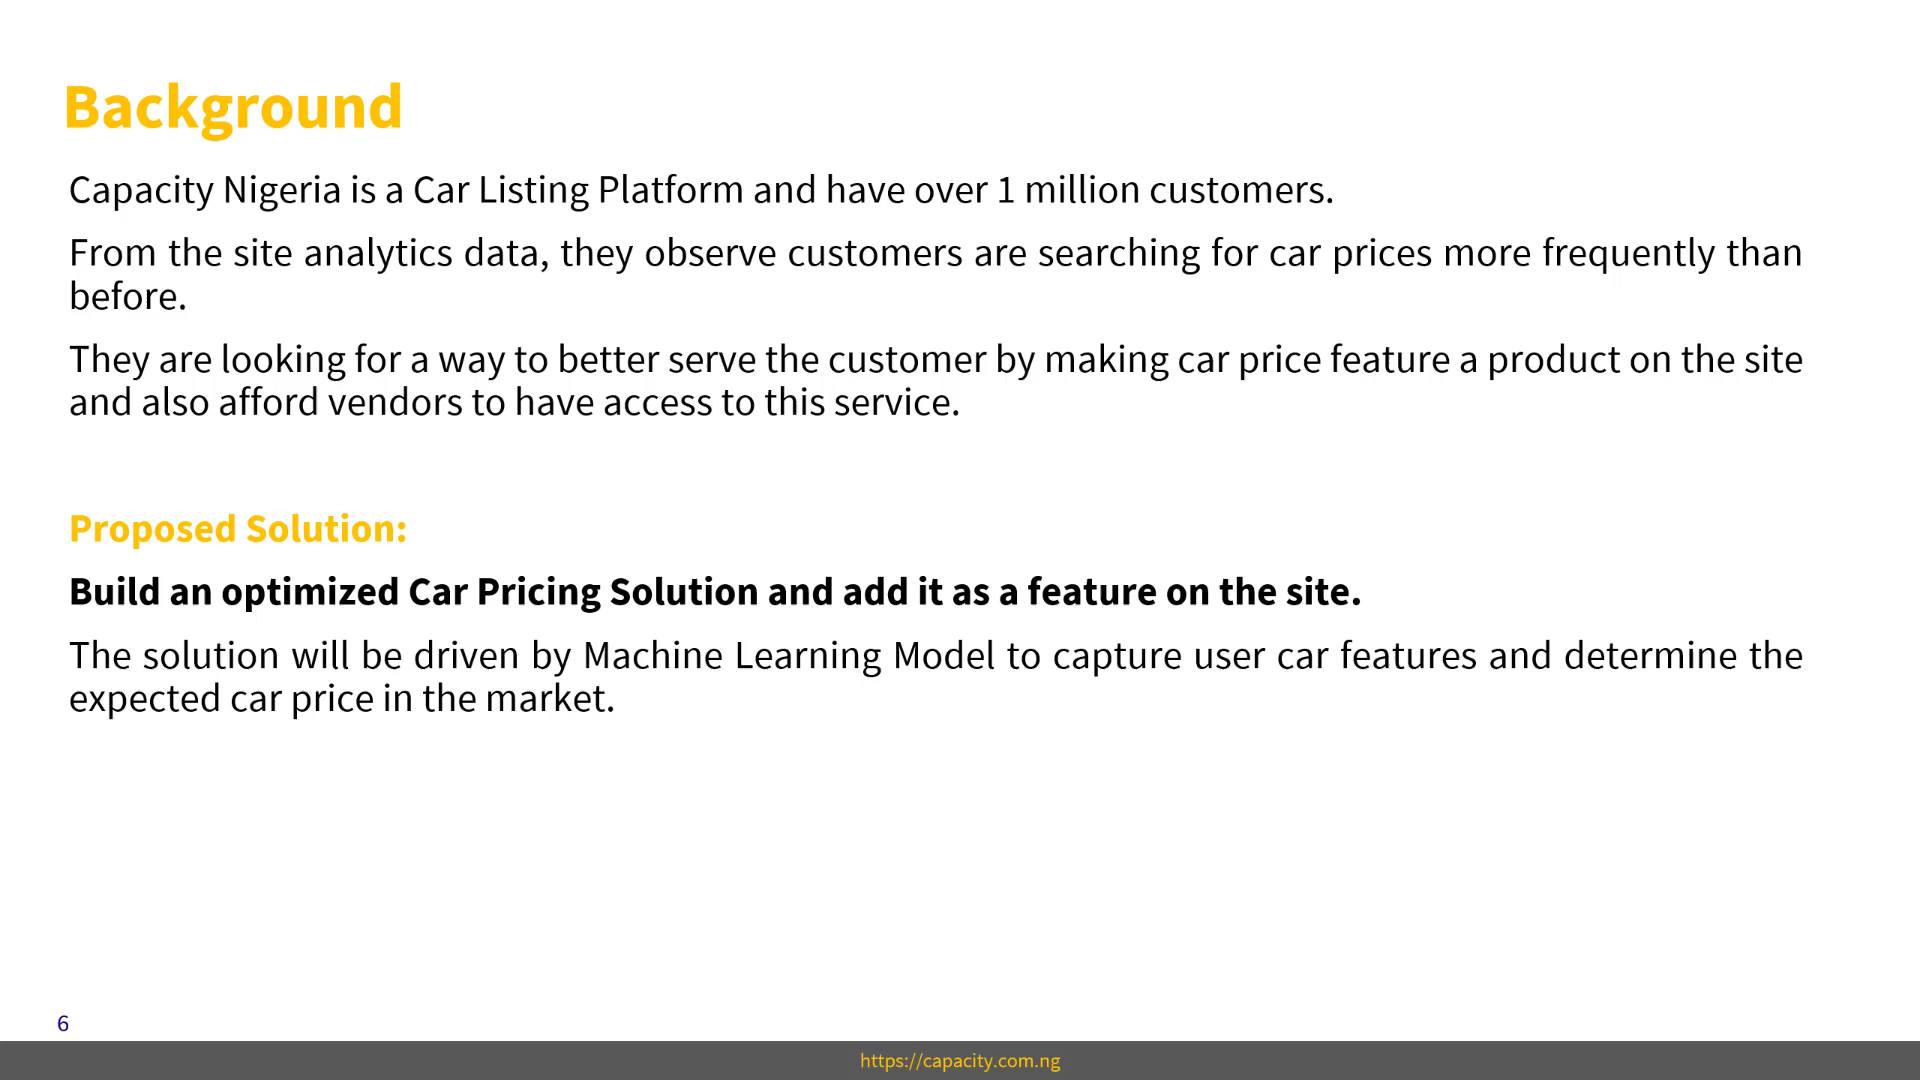 Background
Capacity Nigeria is a Car Listing Platform and have over 1 million customers.
From the site analytics data, they observe customers are searching for car prices more frequently than
before.
They are looking for a way to better serve the customer by making car price feature a product on the site
and also afford vendors to have access to this service.
Proposed Solution:
Build an optimized Car Pricing Solution and add it as a feature on the site.
The solution will be driven by Machine Learning Model to capture user car features and determine the
expected car price in the market.
6
https://capacity.com.ng